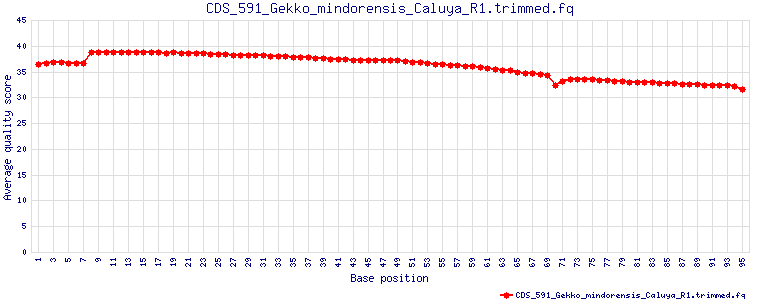 CDS_591_Gekko_mindorensis_Caluya_R1.trimmed.fq
45
40
35
30
25
20
15
10
5
0
Average quality score
1 3 5 7 9 11 13 15 17 19 21 23 25 27 29 31 33 35 37 39 41 43 45 47 49 51 53 55 57 59 61 63 65 67 69 71 73 75 77 79 81 83 85 87 89 91 93 95
Base position
CDS_591_Gekko_mindorensis_Caluya_R1.trimmed.fq